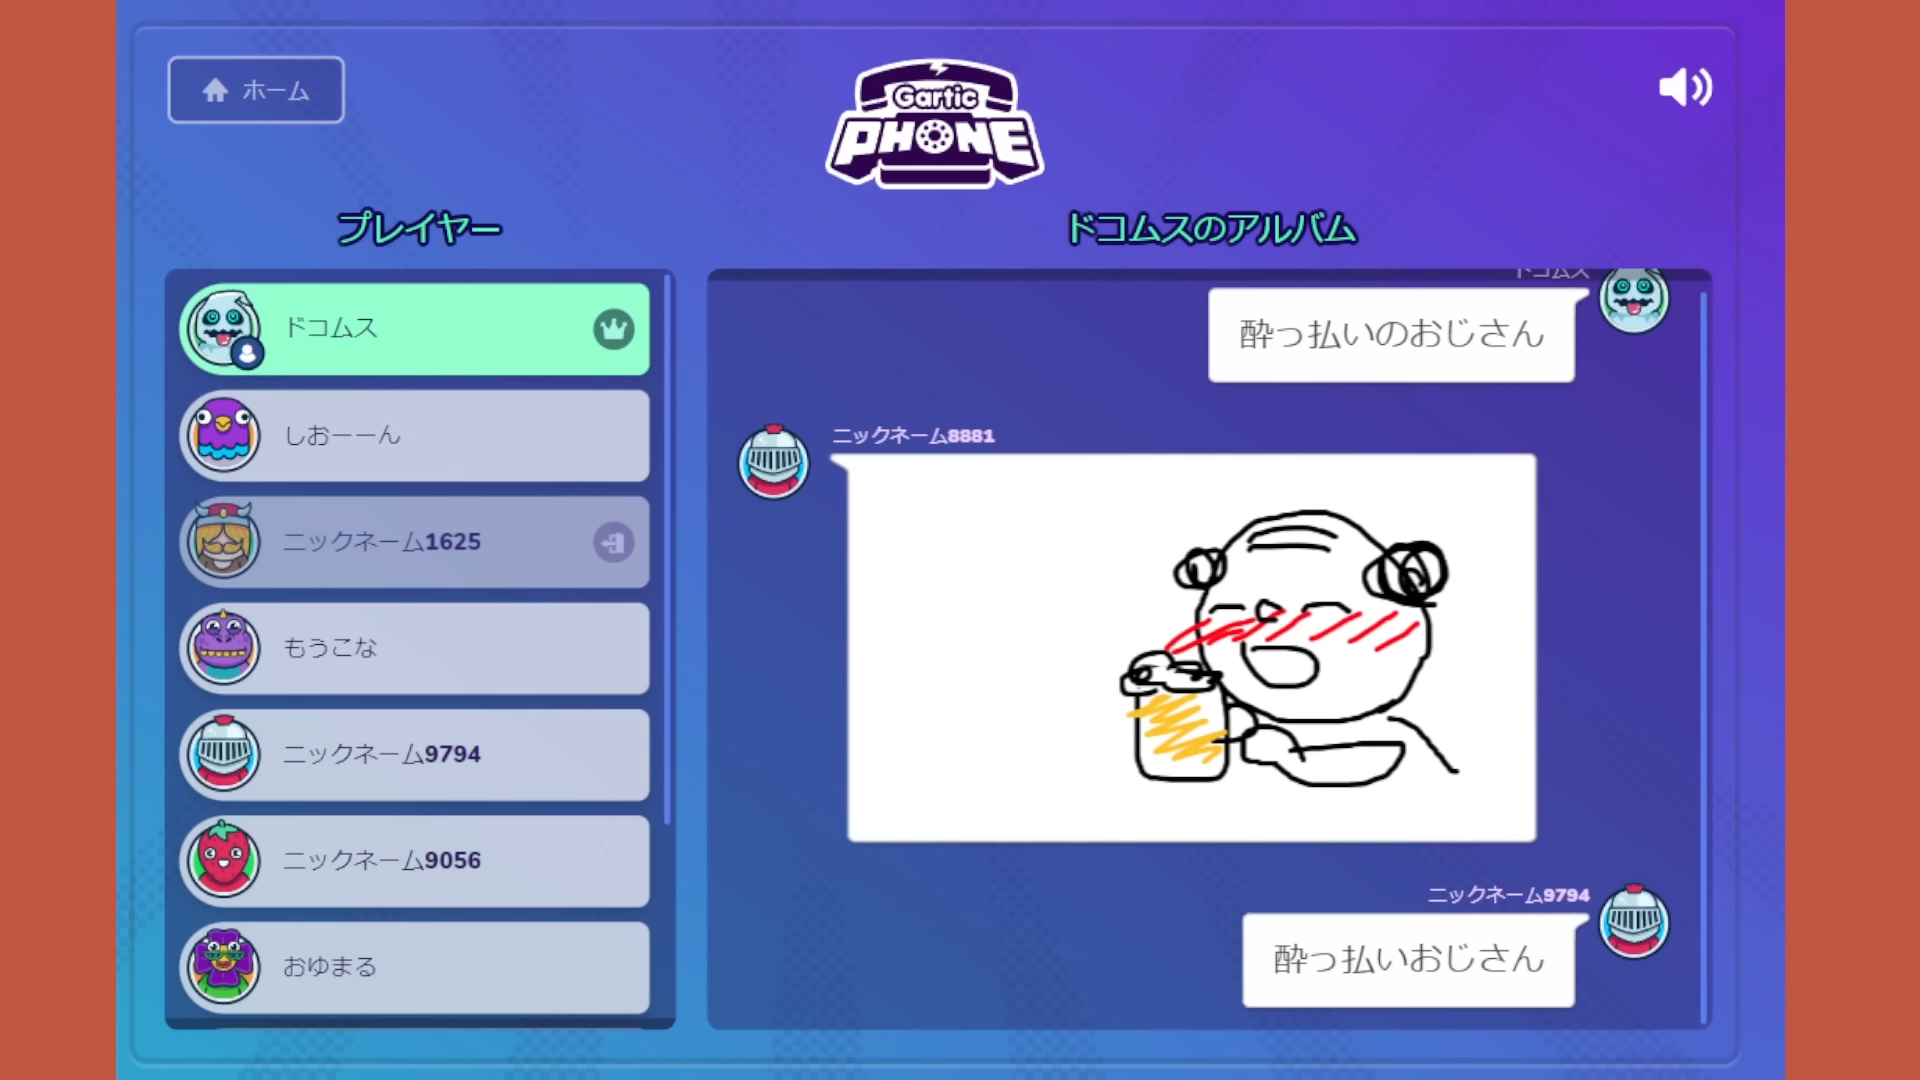 ホーム
Gartic
PHONE
プレイヤー
ドコムス
しおーーん
ニックネーム1625
もうこな
ニックネーム9794
ニックネーム9056
おゆまる
ドコムスのアルバム
ドコムス
酔っ払いのおじさん
ニックネーム8881
ニックネーム9794
酔っ払いおじさん